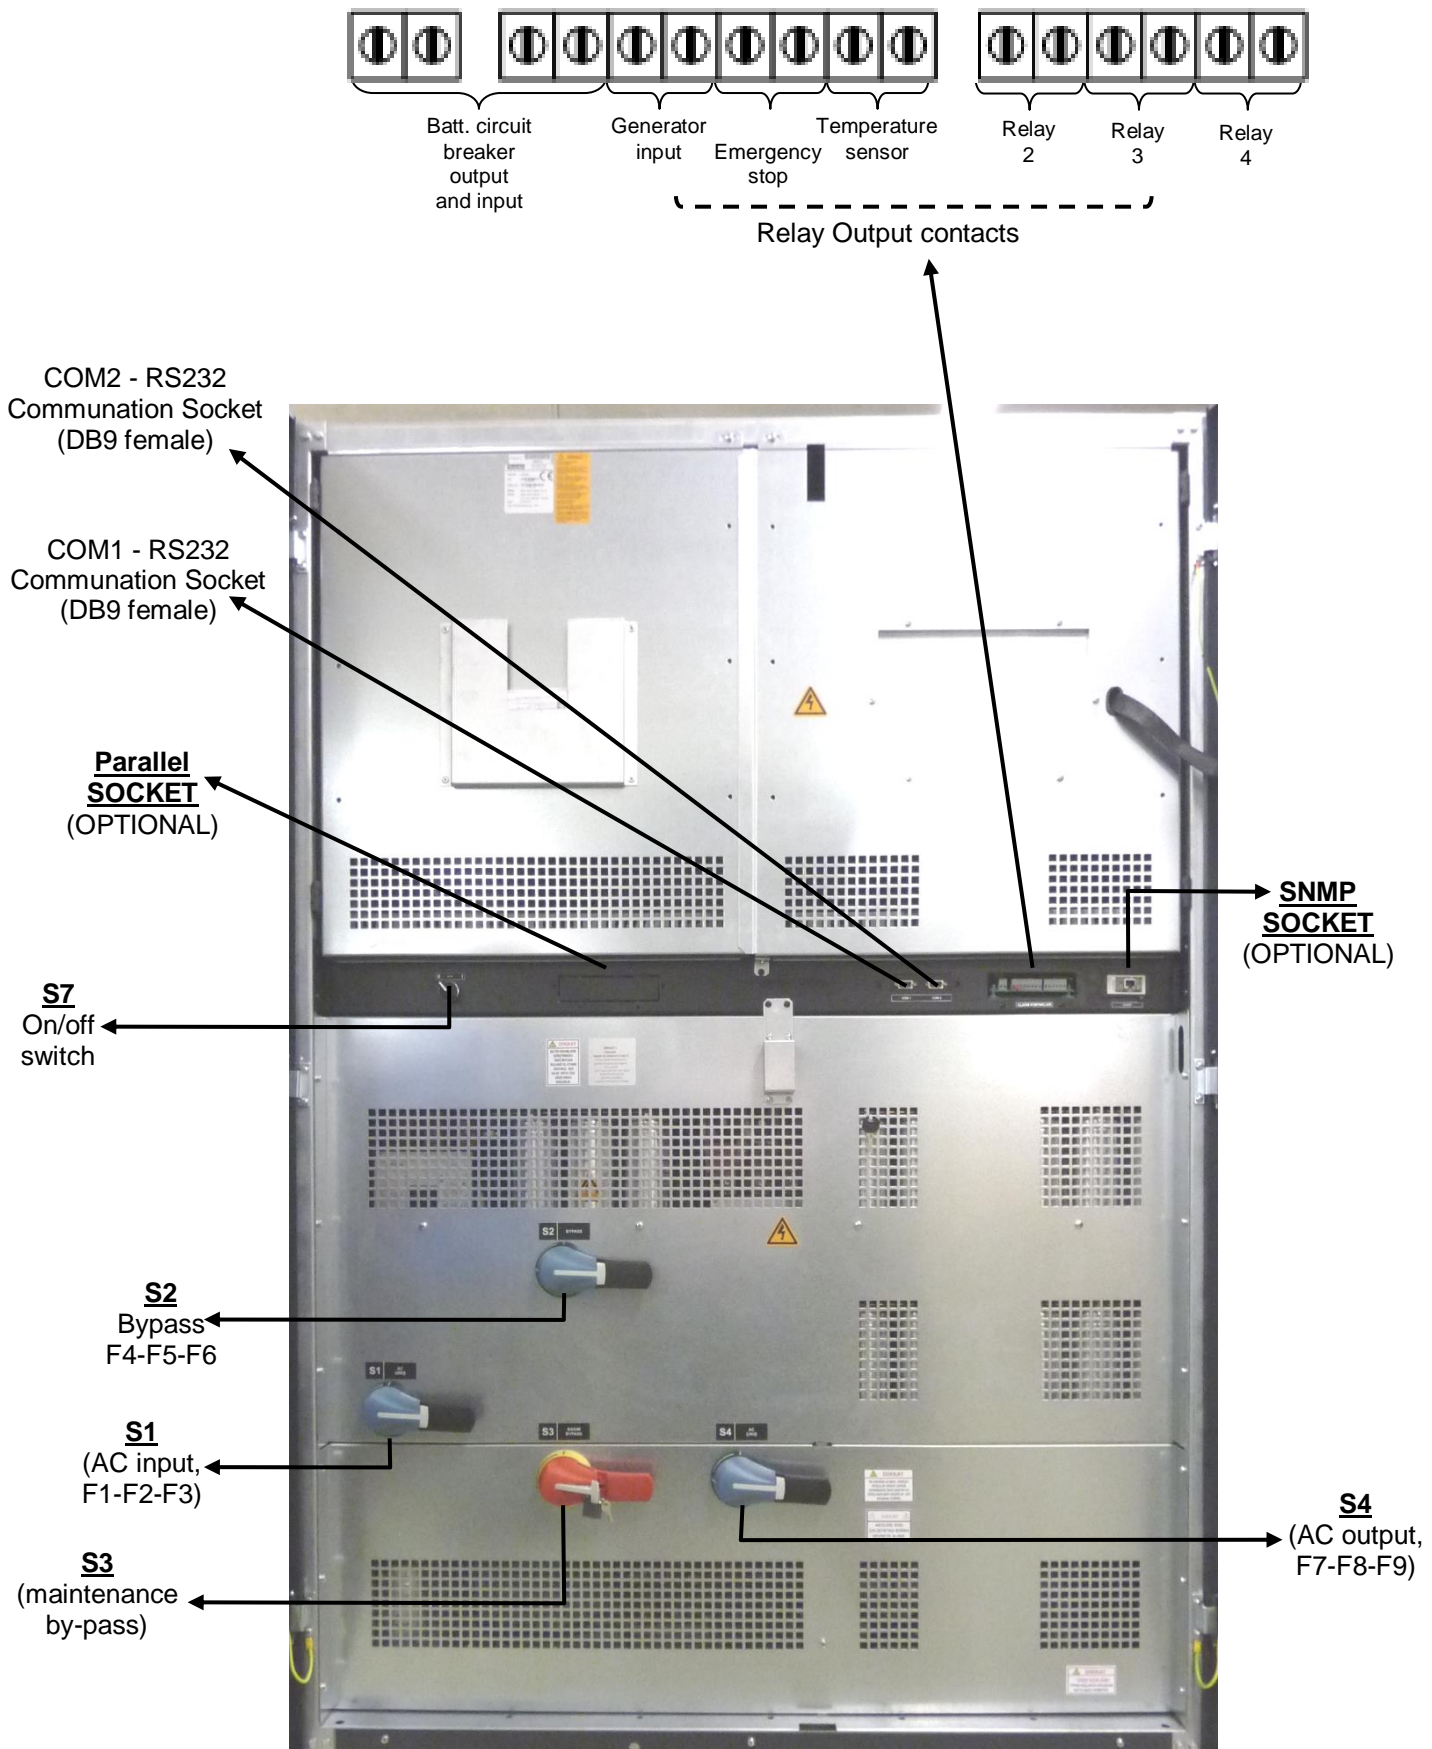 Batt. circuit
breaker
output
and input
Generator
input
Emergency
stop
Temperature
sensor
Relay
2
Relay
3
Relay
4
Relay Output contacts
COM2 - RS232
Communation Socket
(DB9 female)
COM1 - RS232
Communation Socket
(DB9 female)
Parallel
SOCKET
(OPTIONAL)
SNMP
SOCKET
(OPTIONAL)
S7
On/off
switch
S2
Bypass
F4-F5-F6
S1
(AC input,
F1-F2-F3)
S3
(maintenance
by-pass)
S4
(AC output,
F7-F8-F9)
S2 BYPASS
S1
S3
BYPASS
S4